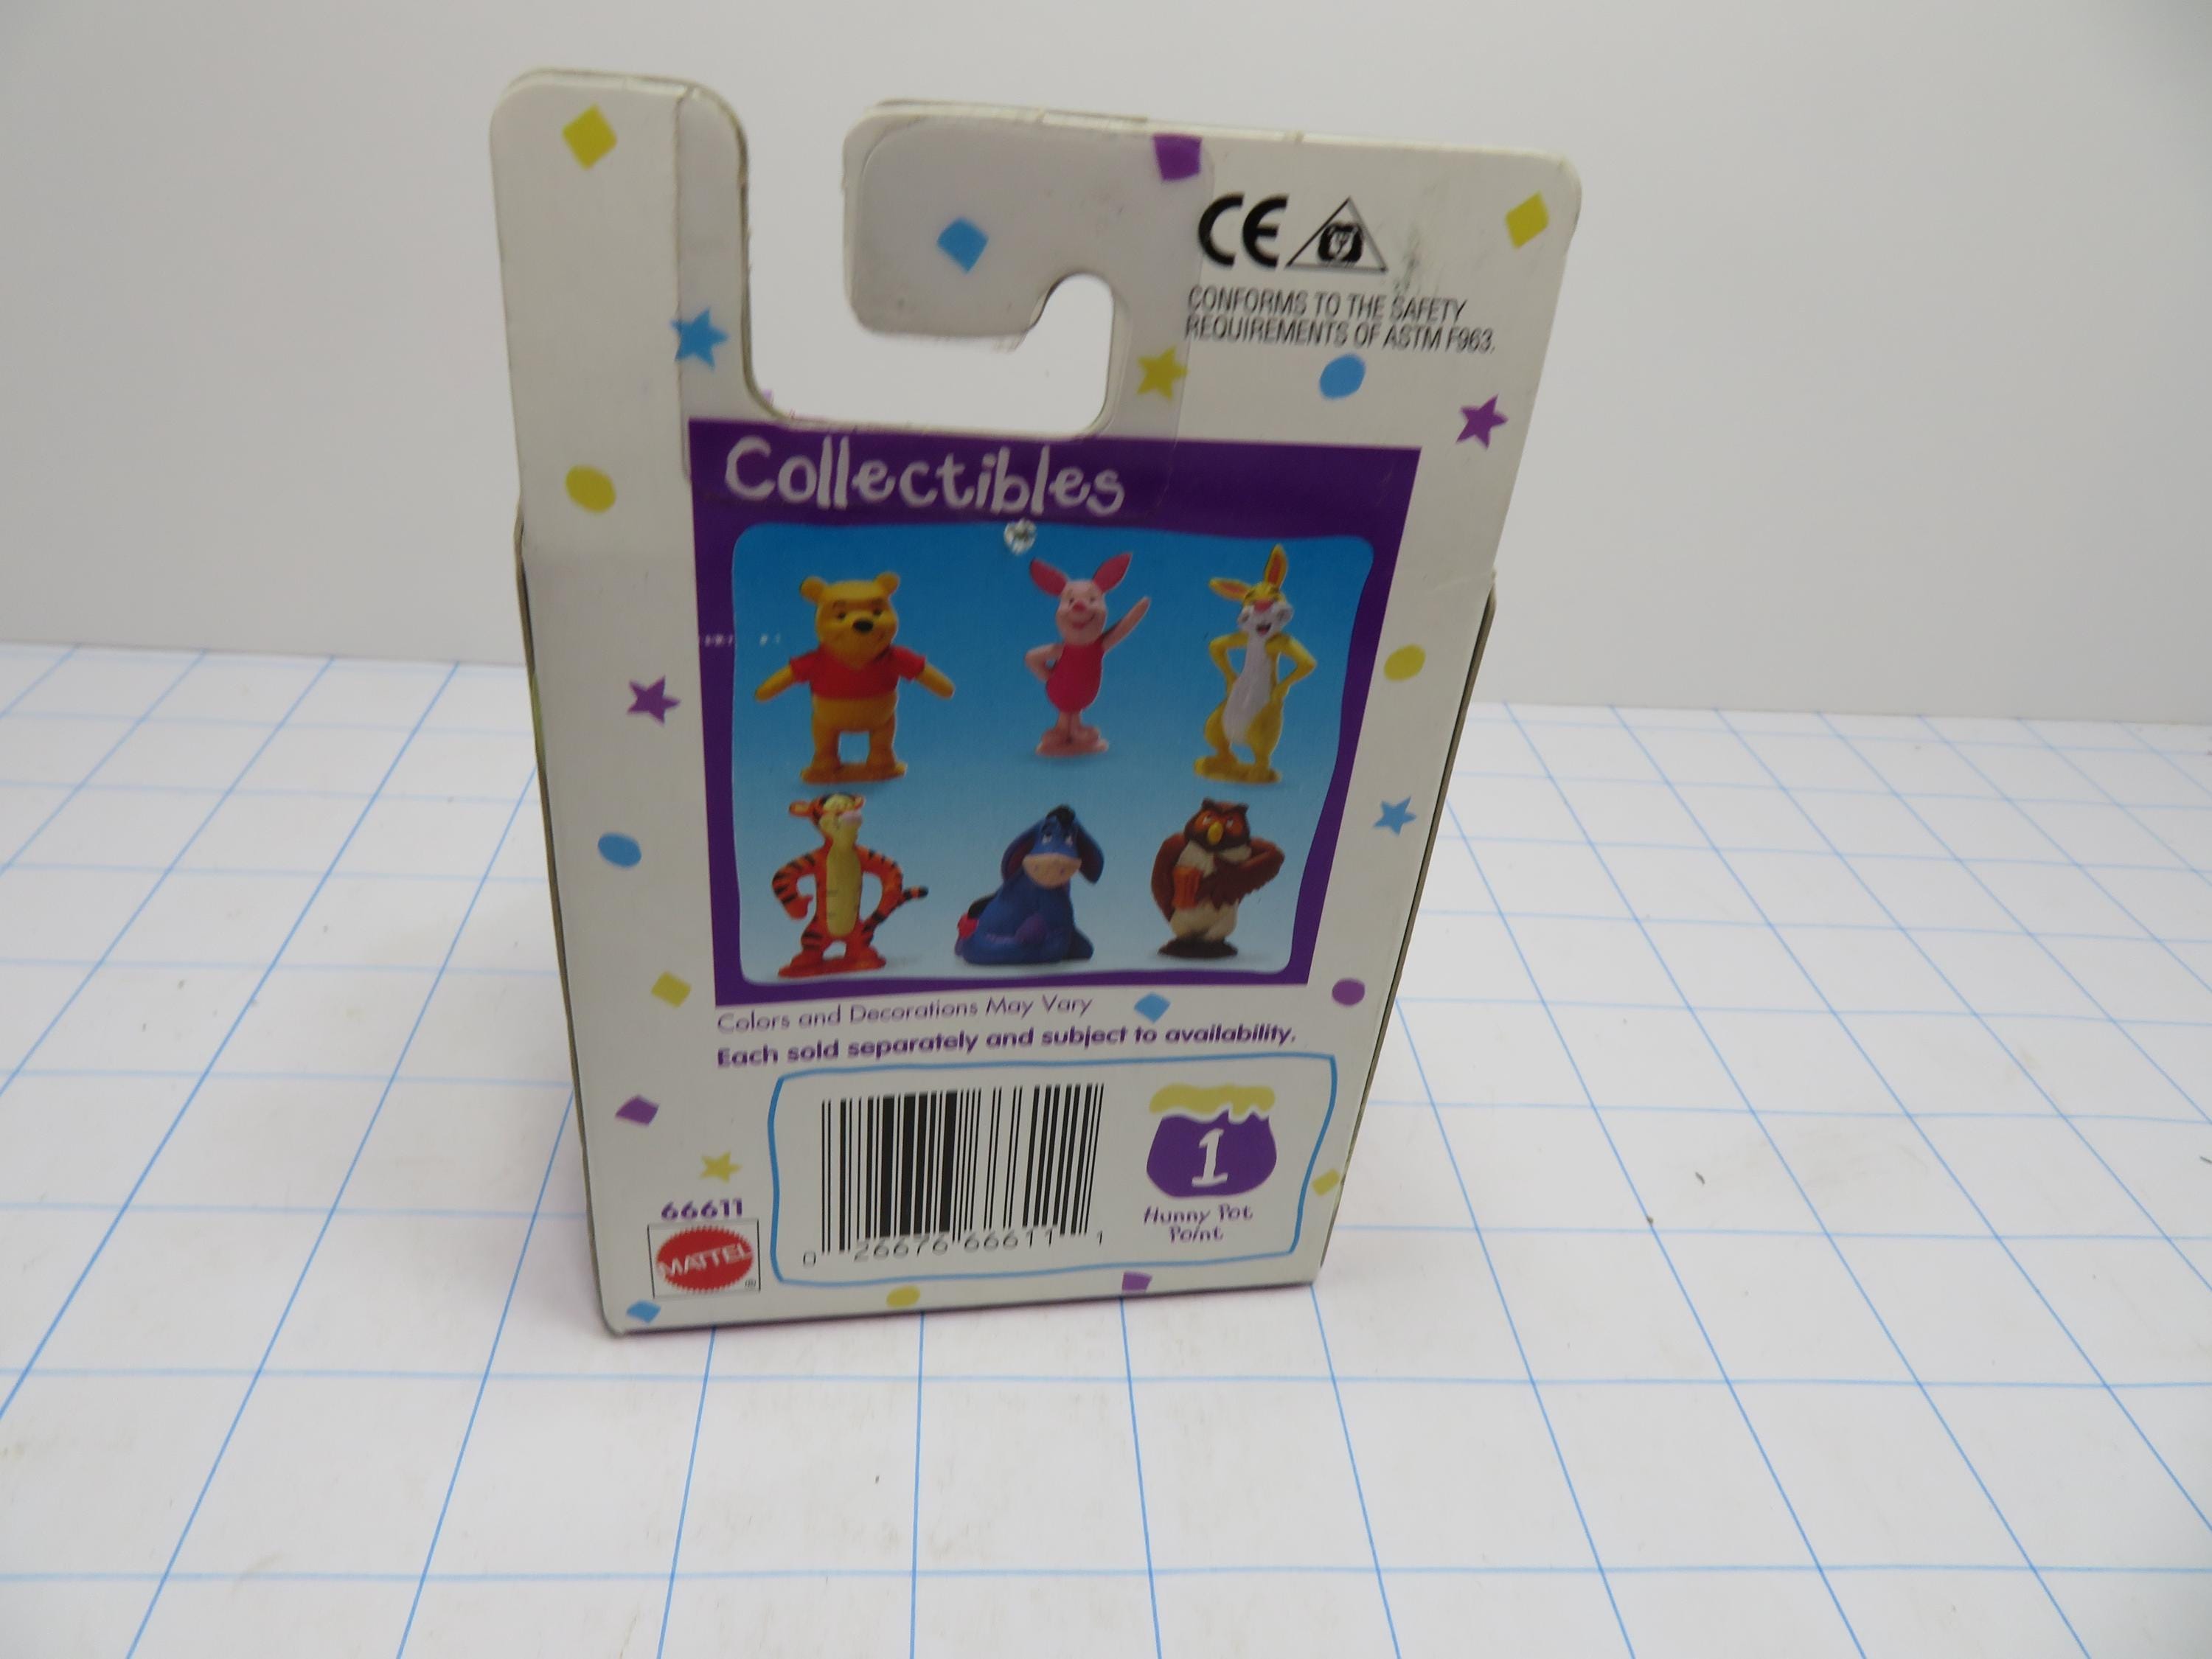 CE
CONFORMS TO THE SAFETY
REQUIREMENTS OF ASTM F963.
Collectibles
Colors and Decorations May Vary
Each sold separately and subject to availability.
66611
MATTEL
®
0 26676 66611 1
1
Hunny Pot
Point